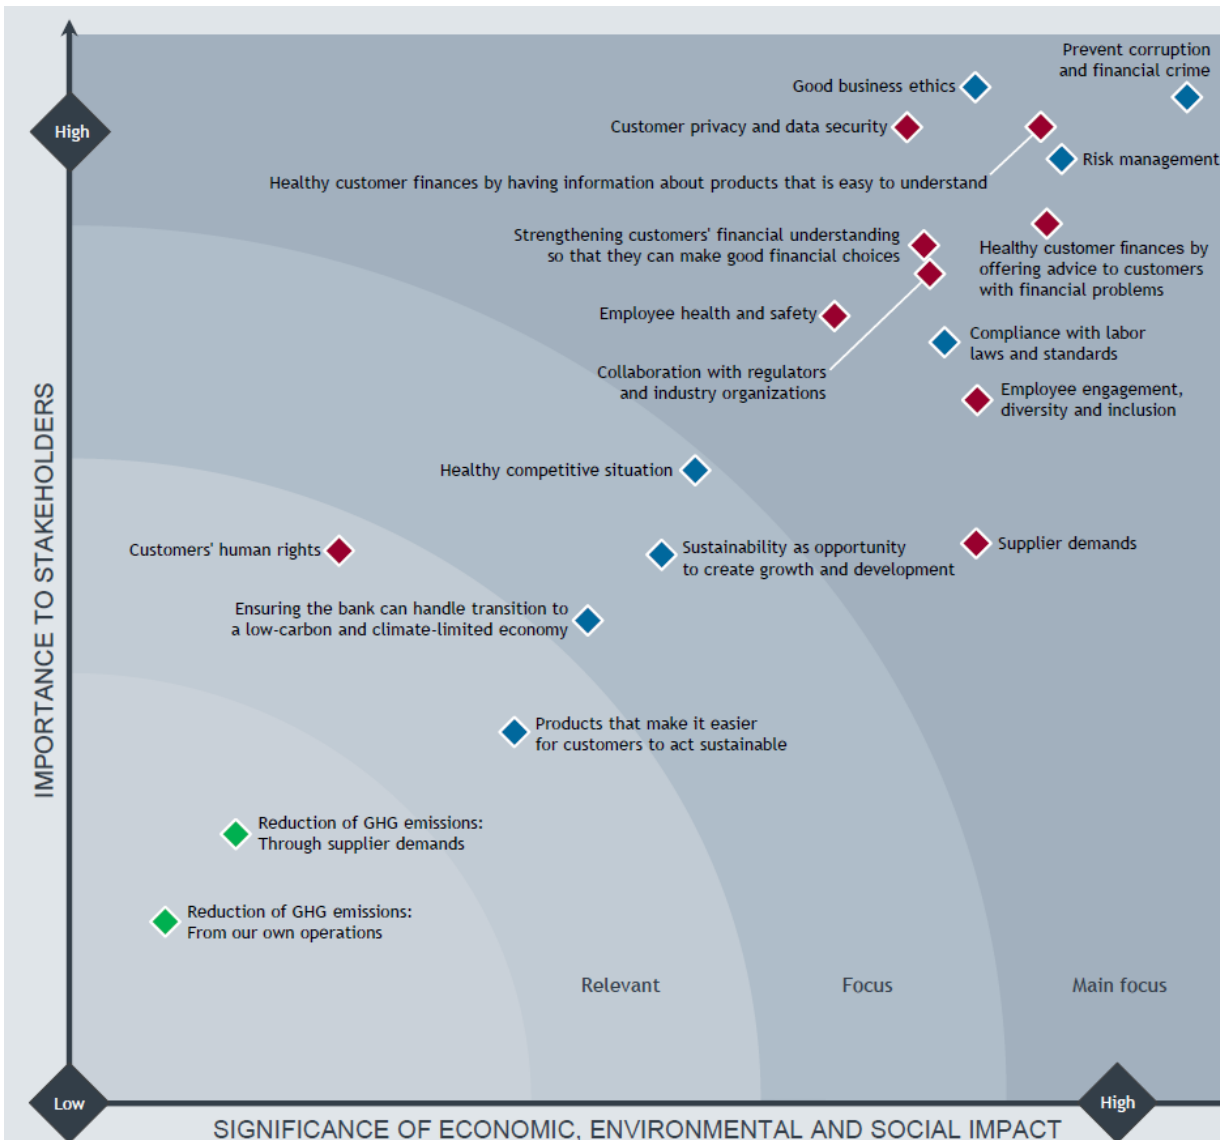 Prevent corruption
and financial crime
Good business ethics
High
Customer privacy and data security
Risk management
Healthy customer finances by having information about products that is easy to understand
Strengthening customers' financial understanding
so that they can make good financial choices
Healthy customer finances by
offering advice to customers
with financial problems
Employee health and safety
Compliance with labor
laws and standards
Collaboration with regulators
and industry organizations
Employee engagement,
diversity and inclusion
IMPORTANCE TO STAKEHOLDERS
Healthy competitive situation
Customers' human rights
Sustainability as opportunity
to create growth and development
Supplier demands
Ensuring the bank can handle transition to
a low-carbon and climate-limited economy
Products that make it easier
for customers to act sustainable
Reduction of GHG emissions:
Through supplier demands
Reduction of GHG emissions:
From our own operations
Relevant
Focus
Main focus
Low
High
SIGNIFICANCE OF ECONOMIC, ENVIRONMENTAL AND SOCIAL IMPACT